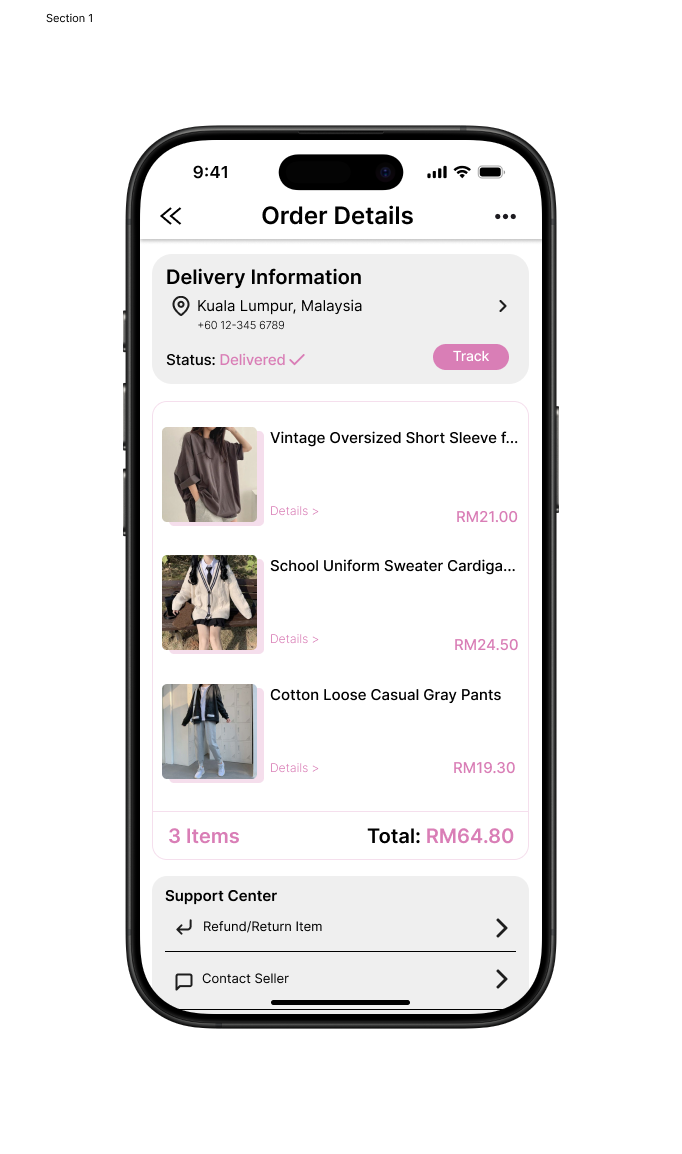 Section 1
9:41
Order Details
Delivery Information
Kuala Lumpur, Malaysia
+60 12-345 6789
Status: Delivered
Track
Vintage Oversized Short Sleeve f...
Details >
RM21.00
School Uniform Sweater Cardiga...
Details >
RM24.50
Cotton Loose Casual Gray Pants
Details >
RM19.30
3 Items
Total: RM64.80
Support Center
Refund/Return Item
Contact Seller